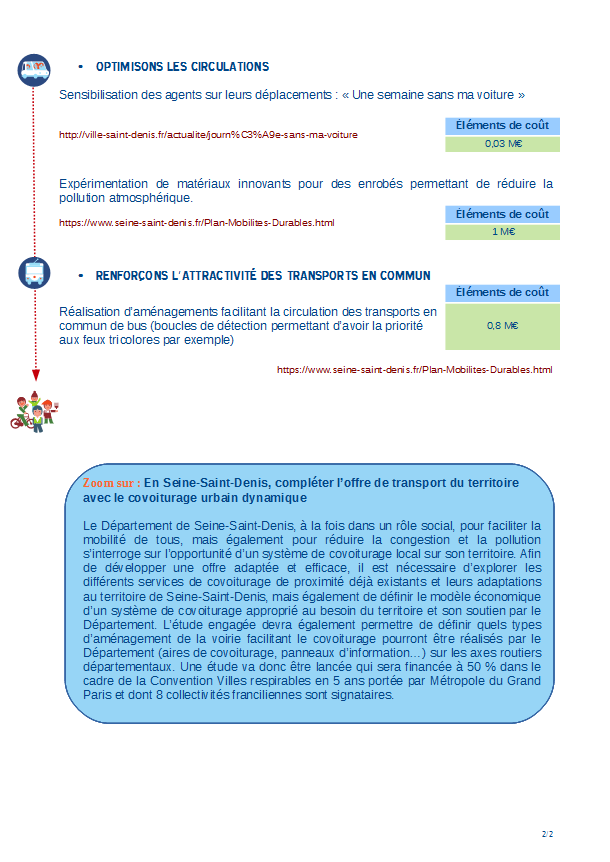 • OPTIMISONS LES CIRCULATIONS
Sensibilisation des agents sur leurs déplacements : « Une semaine sans ma voiture »
Éléments de coût
http://ville-saint-denis.fr/actualite/journ%C3%A9e-sans-ma-voiture
0,03 M€
Expérimentation de matériaux innovants pour des enrobés permettant de réduire la
pollution atmosphérique.
Éléments de coût
https://www.seine-saint-denis.fr/Plan-Mobilites-Durables.html
1 M€
• RENFORÇONS L'ATTRACTIVITÉ DES TRANSPORTS EN COMMUN
Éléments de coût
Réalisation d'aménagements facilitant la circulation des transports en
commun de bus (boucles de détection permettant d'avoir la priorité
aux feux tricolores par exemple)
0,8 M€
https://www.seine-saint-denis.fr/Plan-Mobilites-Durables.html
Zoom sur : En Seine-Saint-Denis, compléter l'offre de transport du territoire
avec le covoiturage urbain dynamique
Le Département de Seine-Saint-Denis, à la fois dans un rôle social, pour faciliter la
mobilité de tous, mais également pour réduire la congestion et la pollution
s'interroge sur l'opportunité d'un système de covoiturage local sur son territoire. Afin
de développer une offre adaptée et efficace, il est nécessaire d'explorer les
différents services de covoiturage de proximité déjà existants et leurs adaptations
au territoire de Seine-Saint-Denis, mais également de définir le modèle économique
d'un système de covoiturage approprié au besoin du territoire et son soutien par le
Département. L'étude engagée devra également permettre de définir quels types
d'aménagement de la voirie facilitant le covoiturage pourront être réalisés par le
Département (aires de covoiturage, panneaux d'information…) sur les axes routiers
départementaux. Une étude va donc être lancée qui sera financée à 50 % dans le
cadre de la Convention Villes respirables en 5 ans portée par Métropole du Grand
Paris et dont 8 collectivités franciliennes sont signataires.
2/2